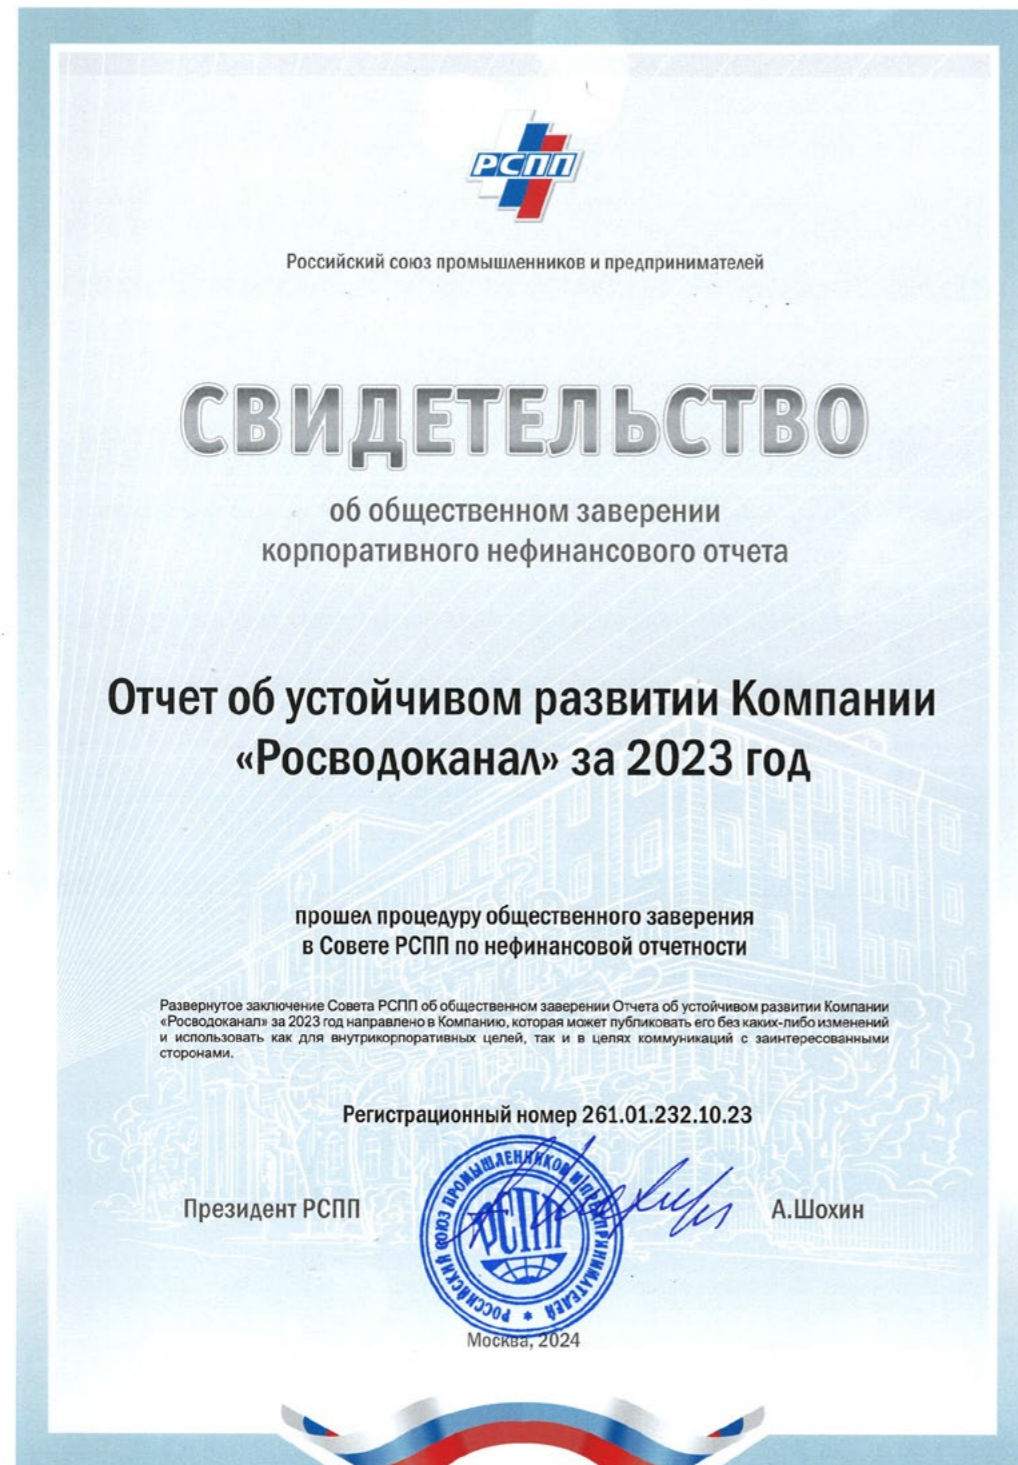 РСПП
Российский союз промышленников и предпринимателей
СВИДЕТЕЛЬСТВО
об общественном заверении
корпоративного нефинансового отчета
Отчет об устойчивом развитии Компании
«Росводоканал» за 2023 год
прошел процедуру общественного заверения
в Совете РСПП по нефинансовой отчетности
Развернутое заключение Совета РСПП об общественном заверении Отчета об устойчивом развитии Компании
«Росводоканал» за 2023 год направлено в Компанию, которая может публиковать его без каких-либо изменений
и использовать как для внутрикорпоративных целей, так и в целях коммуникаций с заинтересованными
сторонами.
Регистрационный номер 261.01.232.10.23
Президент РСПП
РОССИЙСКИЙ СОЮЗ ПРОМЫШЛЕННИКОВ И ПРЕДПРИНИМАТЕЛЕЙ
РСПП
А.Шохин
Москва, 2024